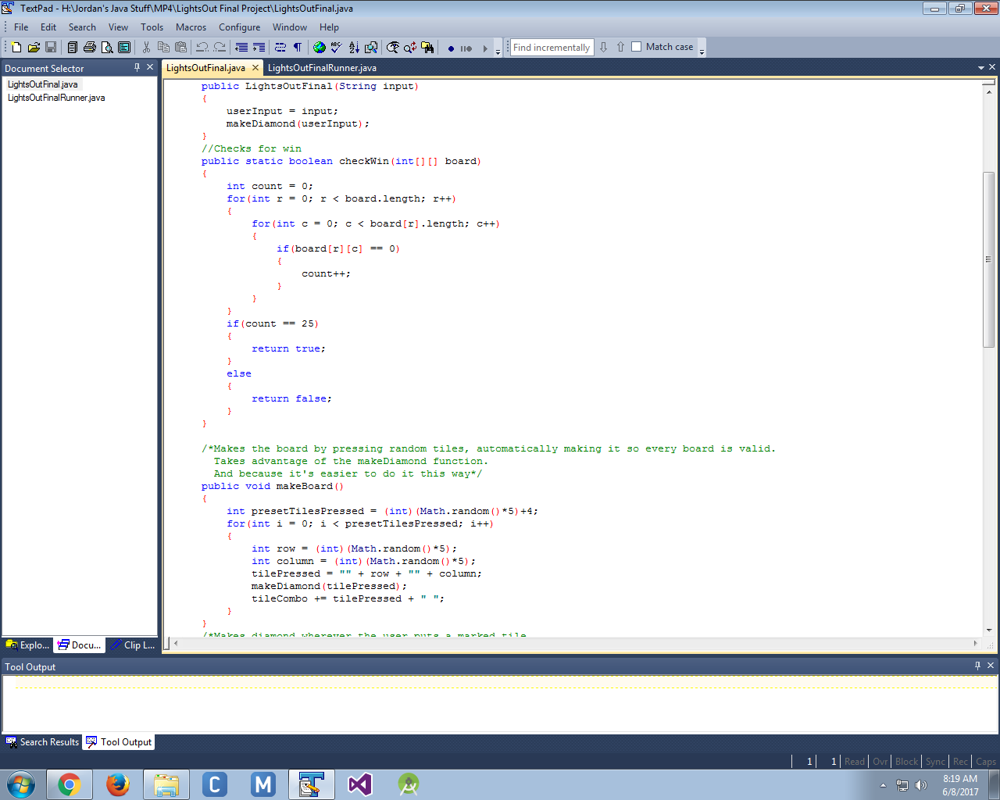 TextPad - H:\Jordan's Java Stuff\MP4\LightsOut Final Project\LightsOutFinal.java
File Edit Search View Tools Macros Configure Window Help
Find incrementally Match case
Document Selector
LightsOutFinal.java
LightsOutFinalRunner.java
LightsOutFinal.java LightsOutFinalRunner.java
public LightsOutFinal(String input)
{
userInput = input;
makeDiamond(userInput);
}
//Checks for win
public static boolean checkWin(int[][] board)
{
int count = 0;
for(int r = 0; r < board.length; r++)
{
for(int c = 0; c < board[r].length; c++)
{
if(board[r][c] == 0)
{
count++;
}
}
}
if(count == 25)
{
return true;
}
else
{
return false;
}
}
/*Makes the board by pressing random tiles, automatically making it so every board is valid.
Takes advantage of the makeDiamond function.
And because it's easier to do it this way*/
public void makeBoard()
{
int presetTilesPressed = (int)(Math.random()*5)+4;
for(int i = 0; i < presetTilesPressed; i++)
{
int row = (int)(Math.random()*5);
int column = (int)(Math.random()*5);
tilePressed = "" + row + "" + column;
makeDiamond(tilePressed);
tileCombo += tilePressed + " ";
}
}
/*Makes diamond wherever the user puts a marked tile
Explo... Docu... Clip L...
Tool Output
Search Results Tool Output
1 1 Read Ovr Block Sync Rec Caps
C M
8:19 AM
6/8/2017